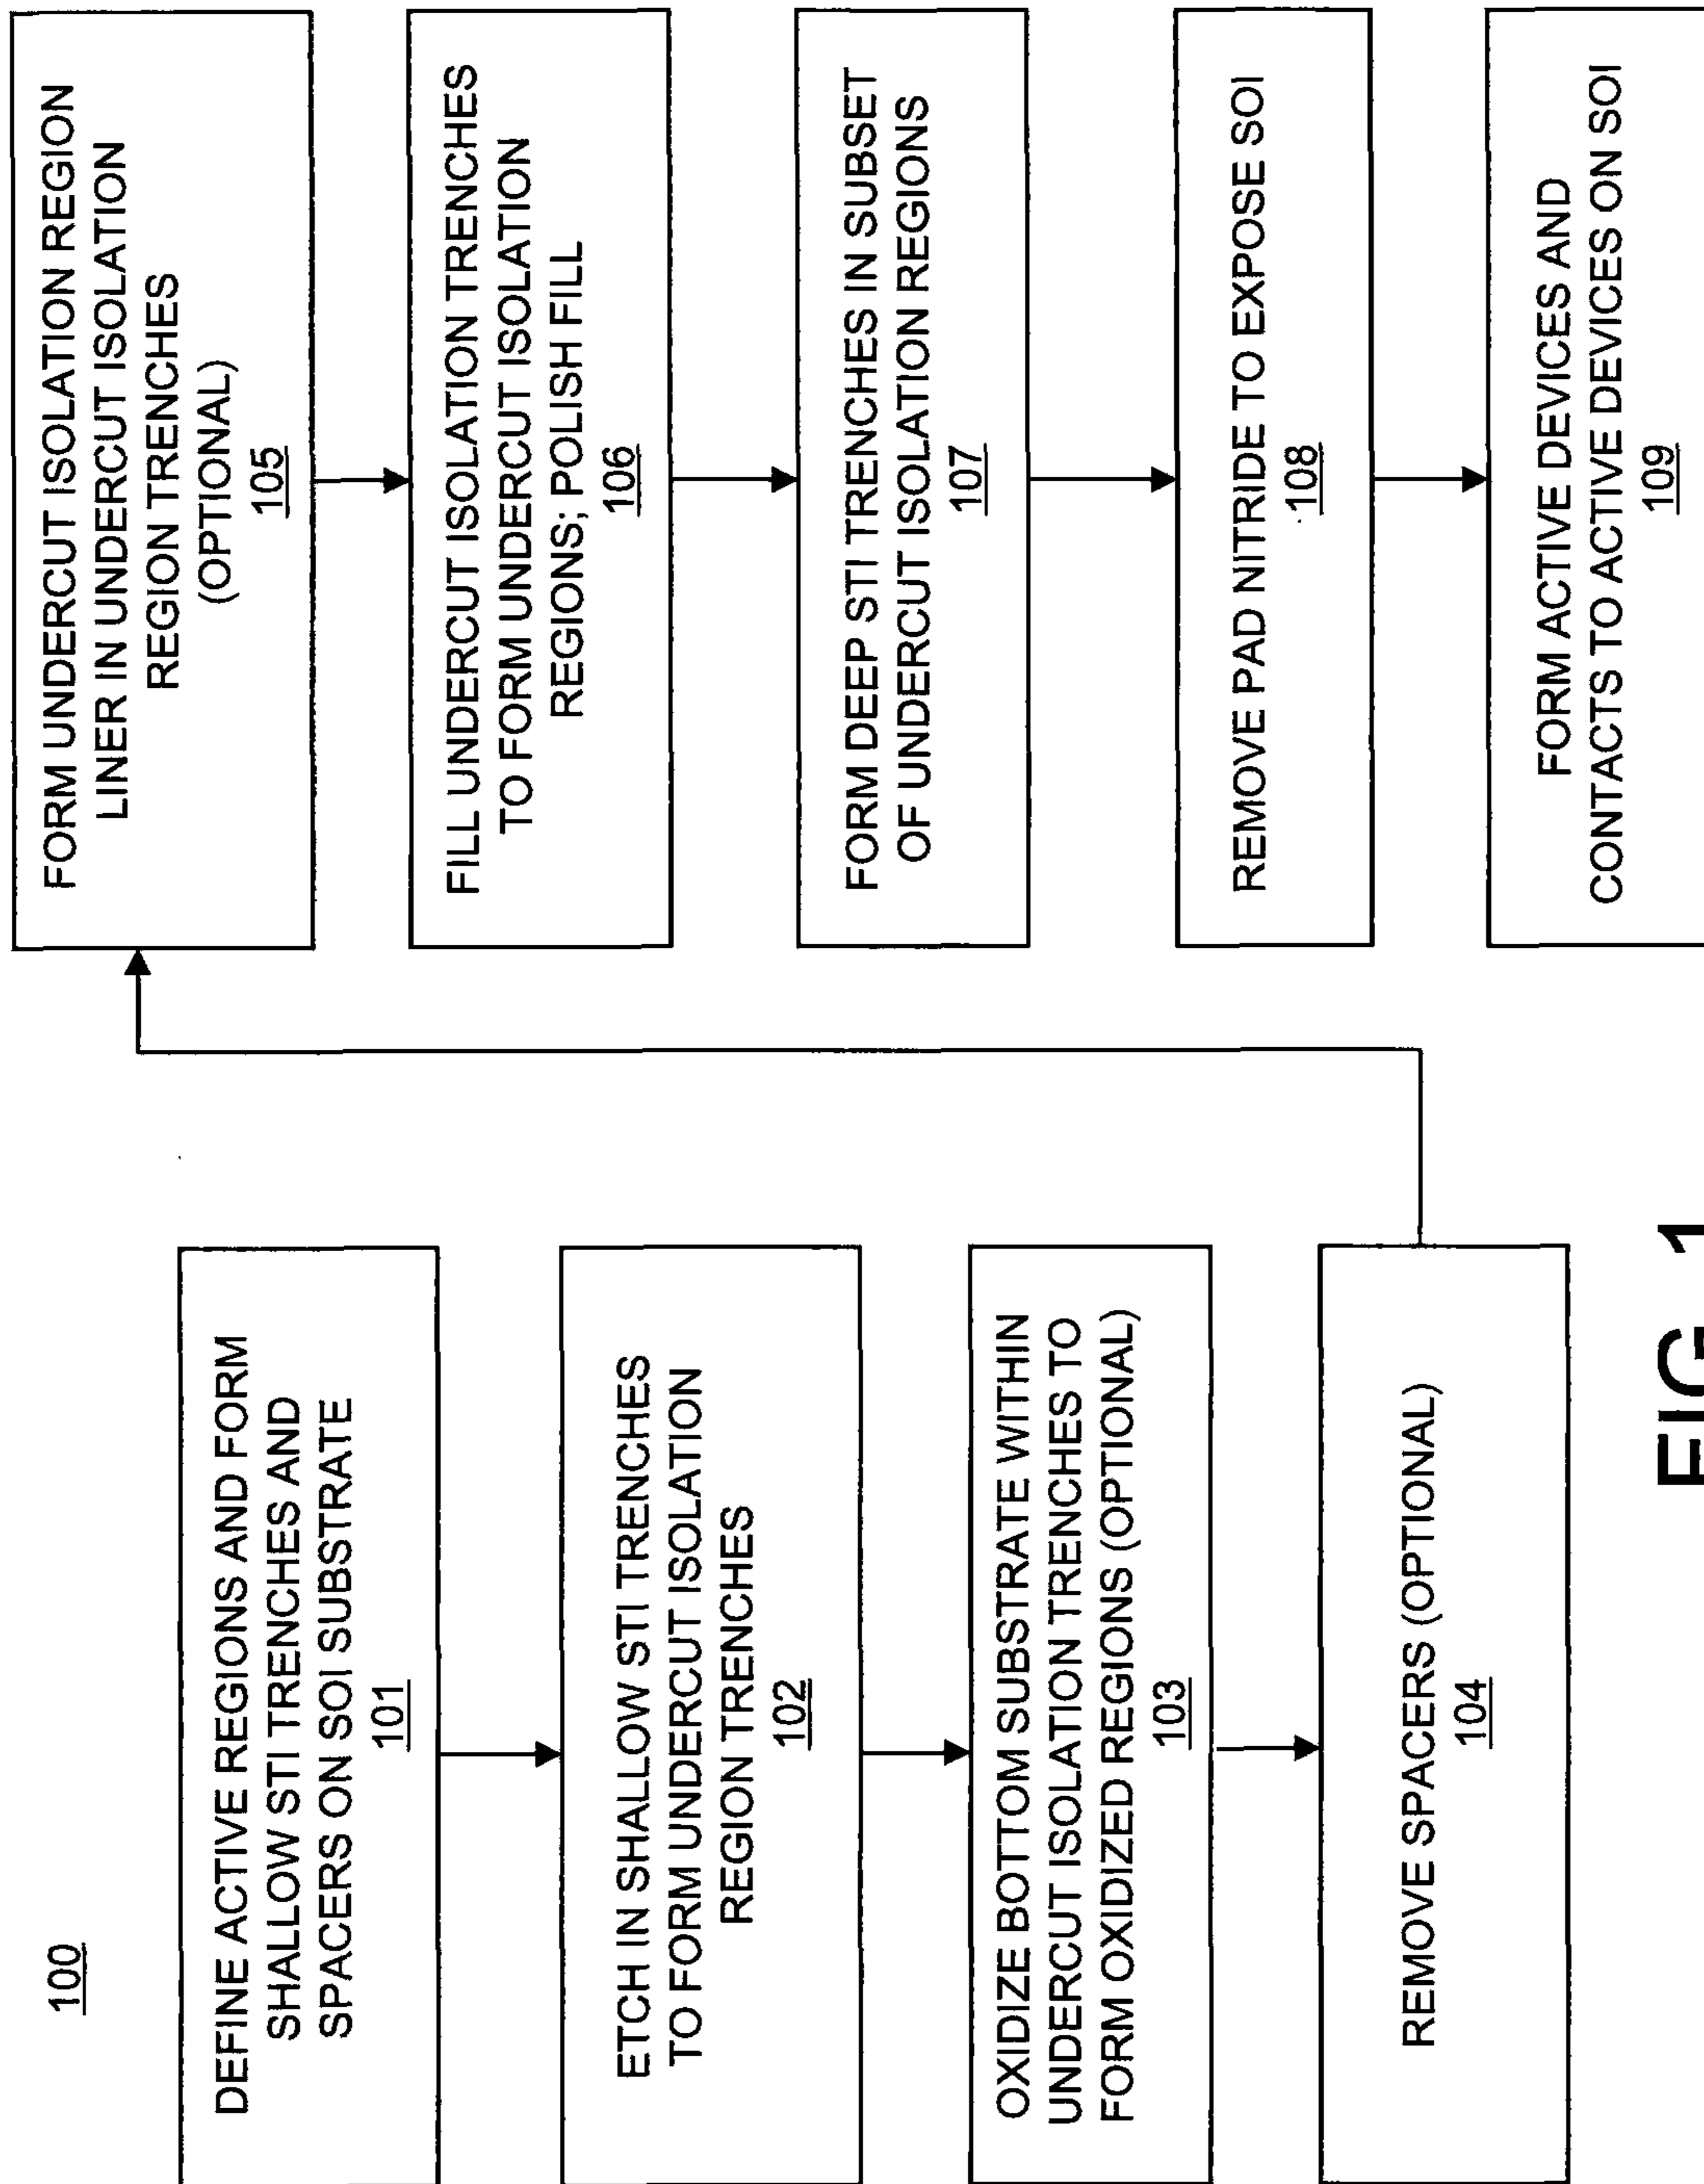 100
DEFINE ACTIVE REGIONS AND FORM
SHALLOW STI TRENCHES AND
SPACERS ON SOI SUBSTRATE
101
ETCH IN SHALLOW STI TRENCHES
TO FORM UNDERCUT ISOLATION
REGION TRENCHES
102
OXIDIZE BOTTOM SUBSTRATE WITHIN
UNDERCUT ISOLATION TRENCHES TO
FORM OXIDIZED REGIONS (OPTIONAL)
103
REMOVE SPACERS (OPTIONAL)
104
FORM UNDERCUT ISOLATION REGION
LINER IN UNDERCUT ISOLATION
REGION TRENCHES
(OPTIONAL)
105
FILL UNDERCUT ISOLATION TRENCHES
TO FORM UNDERCUT ISOLATION
REGIONS; POLISH FILL
106
FORM DEEP STI TRENCHES IN SUBSET
OF UNDERCUT ISOLATION REGIONS
107
REMOVE PAD NITRIDE TO EXPOSE SOI
108
FORM ACTIVE DEVICES AND
CONTACTS TO ACTIVE DEVICES ON SOI
109
FIG. 1